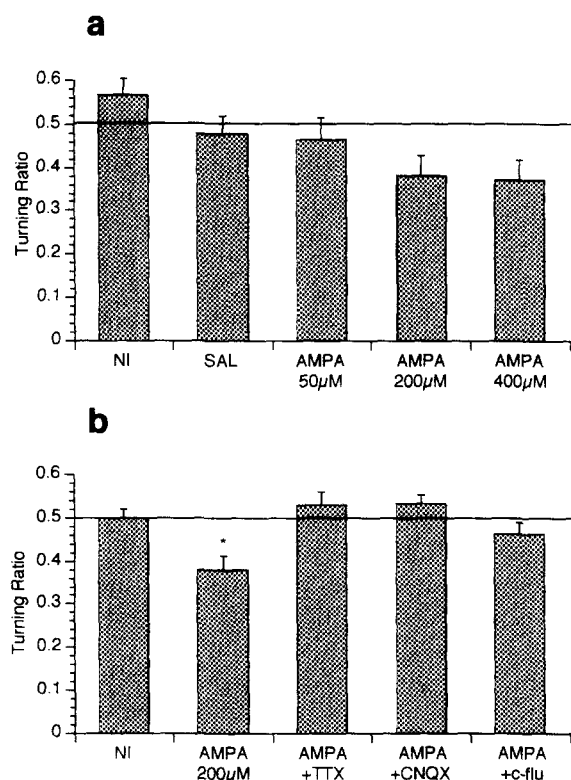 a
Turning Ratio
0.6
0.5
0.4
0.3
0.2
0.1
0
NI SAL AMPA AMPA AMPA
50µM 200µM 400µM
b
Turning Ratio
0.6
0.5
0.4
0.3
0.2
0.1
0
*
NI AMPA AMPA AMPA AMPA
200µM +TTX +CNQX +c-flu